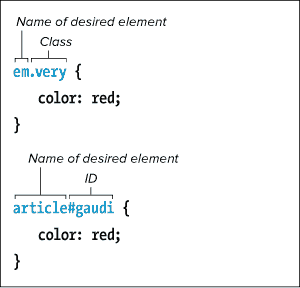 Name of desired element
Class
em.very {
color: red;
}
Name of desired element
ID
article#gaudi {
color: red;
}